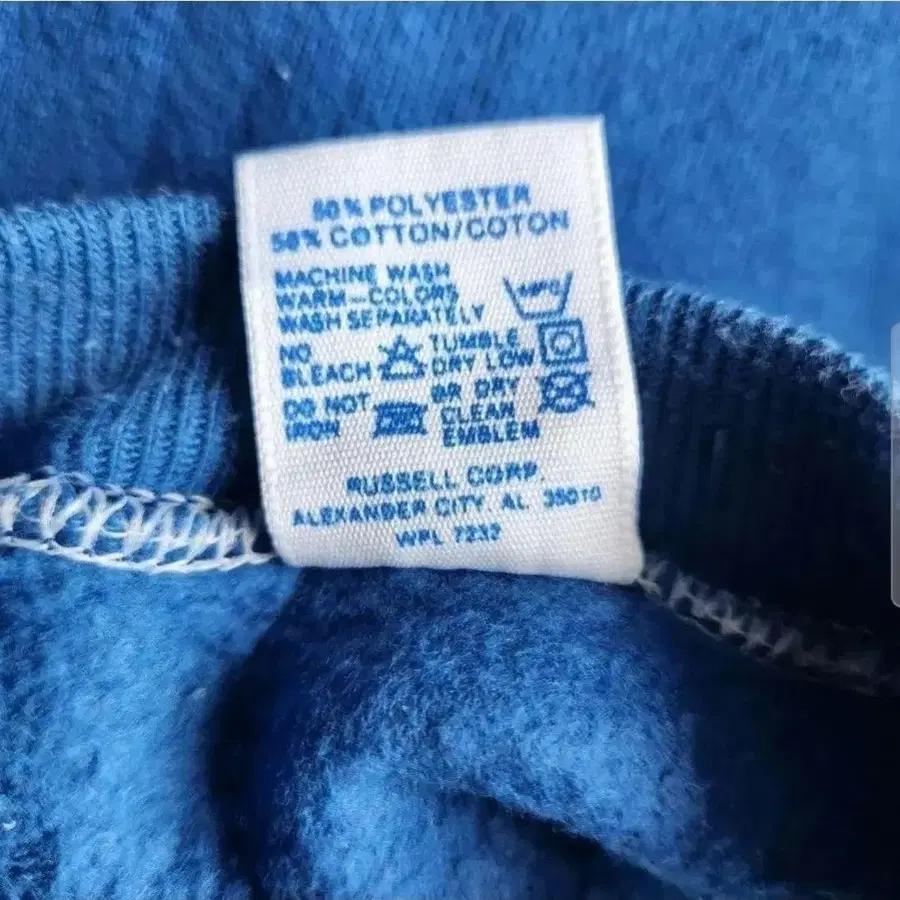 50% POLYESTER
50% COTTON/COTON
MACHINE WASH
WARM-COLORS
WASH SEPARATELY
40°C
NO BLEACH
TUMBLE DRY LOW
DO NOT IRON
OR DRY CLEAN EMBLEM
RUSSELL CORP.
ALEXANDER CITY, AL 35010
WPL 7232